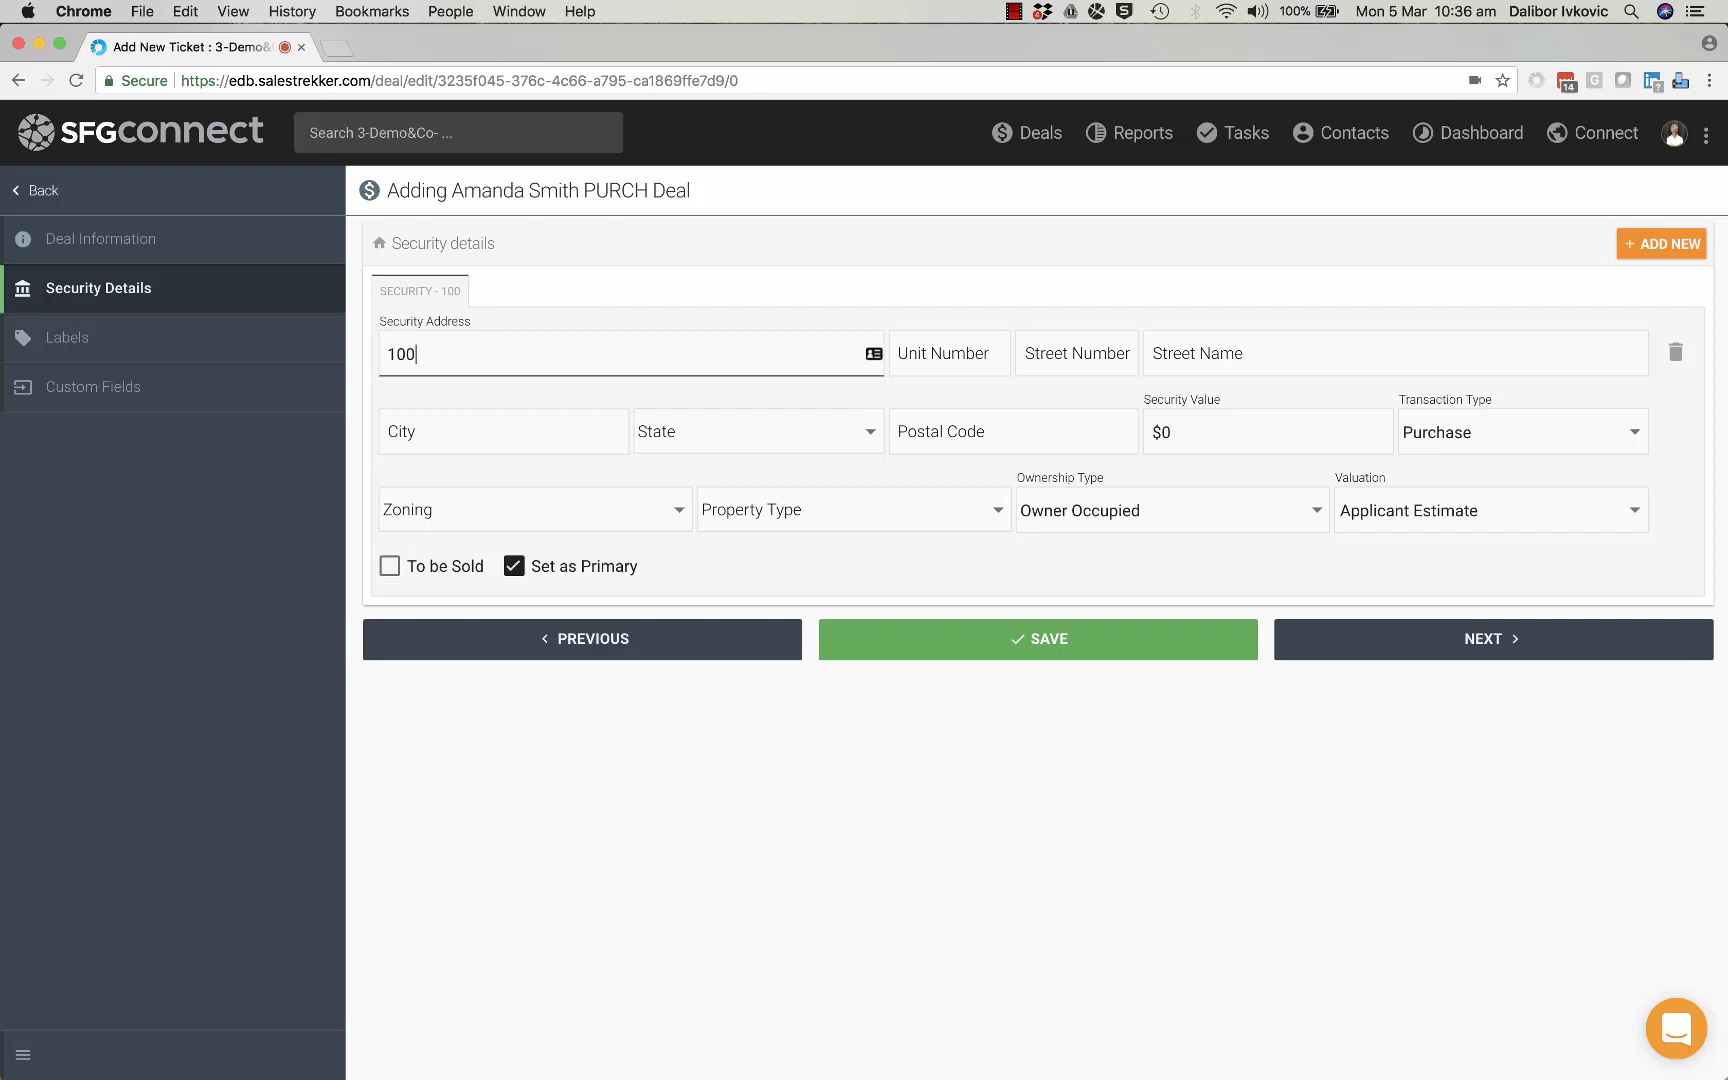 Chrome File Edit View History Bookmarks People Window Help 100% Mon 5 Mar 10:36 am Dalibor Ivkovic
Add New Ticket : 3-Demo&
Secure https://edb.salestrekker.com/deal/edit/3235f045-376c-4c66-a795-ca1869ffe7d9/0 14
SFGconnect Search 3-Demo&Co- ... Deals Reports Tasks Contacts Dashboard Connect
Back
Adding Amanda Smith PURCH Deal
Deal Information
Security Details
Labels
Custom Fields
Security details
+ ADD NEW
SECURITY - 100
Security Address
100 Unit Number Street Number Street Name
Security Value Transaction Type
City State Postal Code $0 Purchase
Ownership Type Valuation
Zoning Property Type Owner Occupied Applicant Estimate
To be Sold Set as Primary
PREVIOUS SAVE NEXT